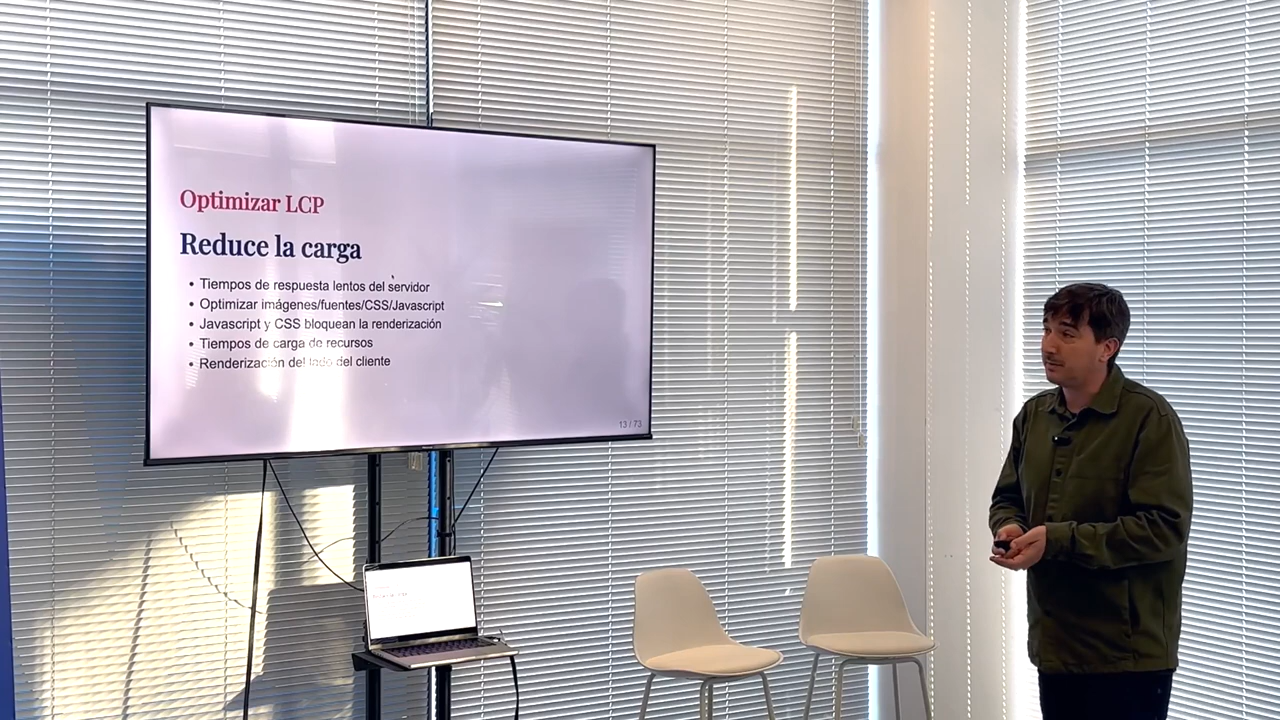 Optimizar LCP
Reduce la carga
• Tiempos de respuesta lentos del servidor
• Optimizar imágenes/fuentes/CSS/Javascript
• Javascript y CSS bloquean la renderización
• Tiempos de carga de recursos
• Renderización del lado del cliente
13 / 73